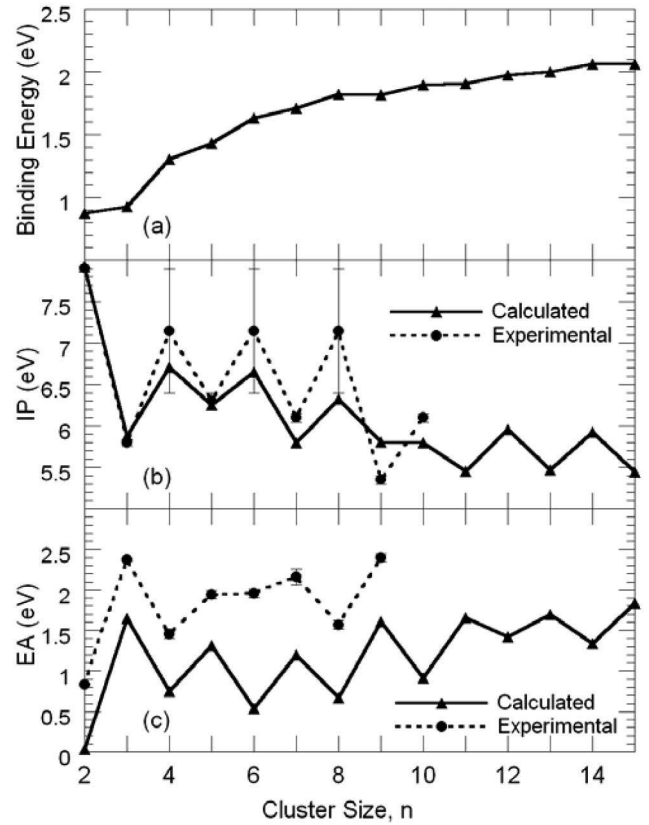 2.5
2
1.5
1
Binding Energy (eV)
(a)
7.5
7
6.5
6
5.5
IP (eV)
Calculated
Experimental
(b)
2.5
2
1.5
1
0.5
0
EA (eV)
Calculated
Experimental
(c)
2 4 6 8 10 12 14
Cluster Size, n